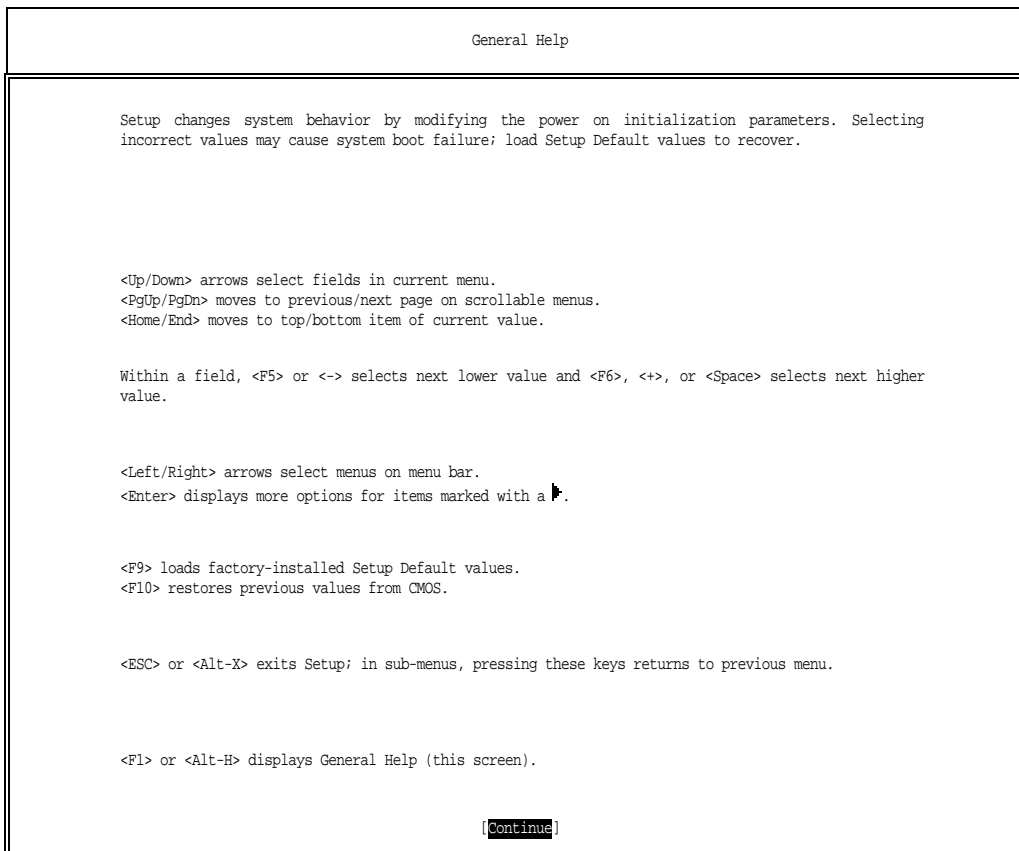 General Help
Setup changes system behavior by modifying the power on initialization parameters. Selecting
incorrect values may cause system boot failure; load Setup Default values to recover.
<Up/Down> arrows select fields in current menu.
<PgUp/PgDn> moves to previous/next page on scrollable menus.
<Home/End> moves to top/bottom item of current value.
Within a field, <F5> or <-> selects next lower value and <F6>, <+>, or <Space> selects next higher
value.
<Left/Right> arrows select menus on menu bar.
<Enter> displays more options for items marked with a ▶.
<F9> loads factory-installed Setup Default values.
<F10> restores previous values from CMOS.
<ESC> or <Alt-X> exits Setup; in sub-menus, pressing these keys returns to previous menu.
<F1> or <Alt-H> displays General Help (this screen).
[Continue]